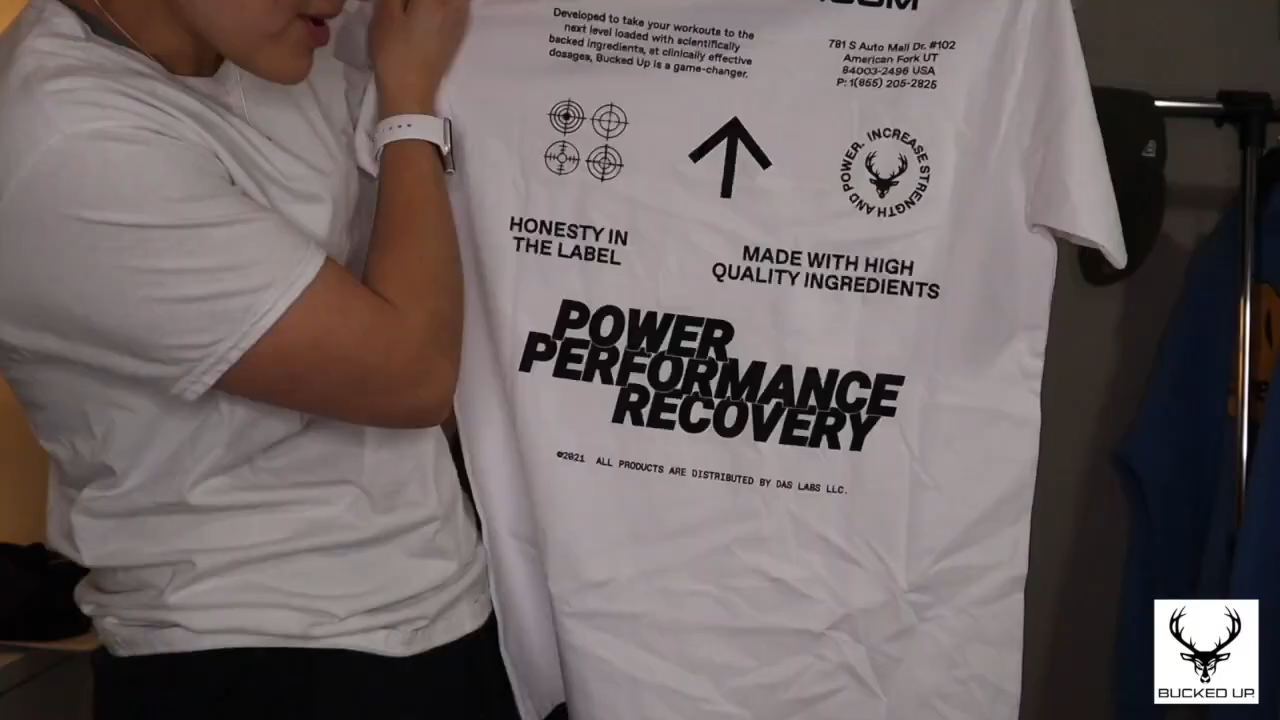 Developed to take your workouts to the
next level loaded with scientifically
backed ingredients, at clinically effective
dosages, Bucked Up is a game-changer.
781 S Auto Mall Dr. #102
American Fork UT
84003-2496 USA
P: 1(855) 205-2825
INCREASE STRENGTH AND POWER.
HONESTY IN
THE LABEL
MADE WITH HIGH
QUALITY INGREDIENTS
POWER
PERFORMANCE
RECOVERY
©2021 ALL PRODUCTS ARE DISTRIBUTED BY DAS LABS LLC.
BUCKED UP